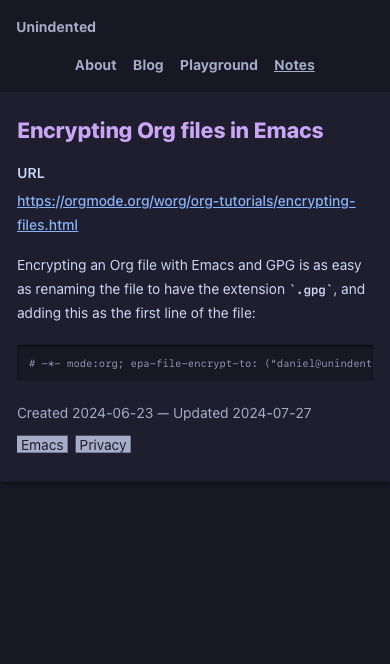 Unindented
About Blog Playground Notes
Encrypting Org files in Emacs
URL
https://orgmode.org/worg/org-tutorials/encrypting-
files.html
Encrypting an Org file with Emacs and GPG is as easy
as renaming the file to have the extension `.gpg`, and
adding this as the first line of the file:
# -*- mode:org; epa-file-encrypt-to: ("daniel@unindent
Created 2024-06-23 — Updated 2024-07-27
Emacs Privacy